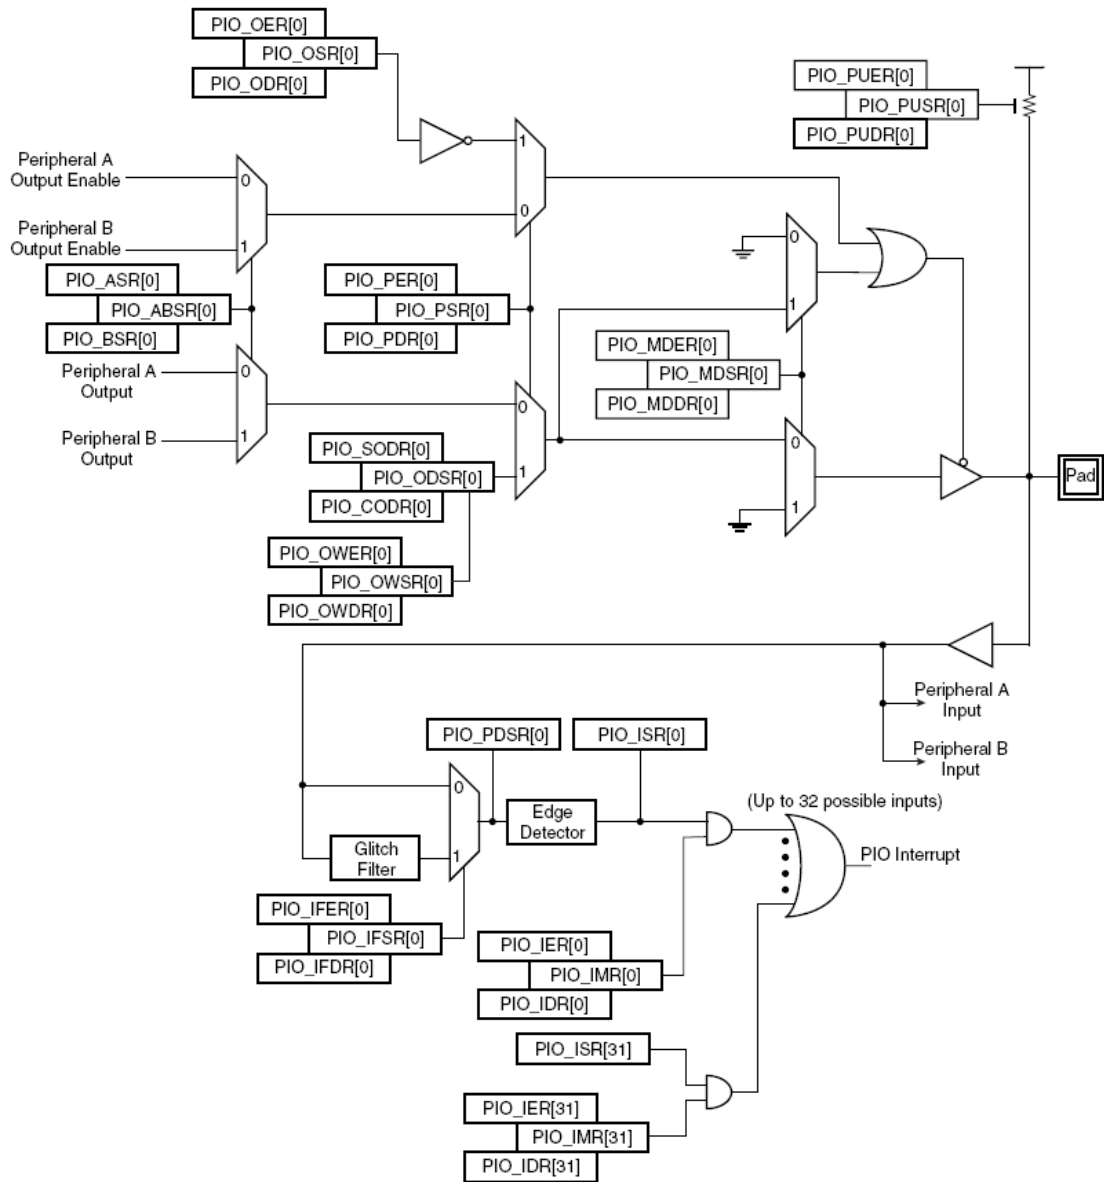 PIO_OER[0]
PIO_OSR[0]
PIO_ODR[0]
PIO_PUER[0]
PIO_PUSR[0]
PIO_PUDR[0]
1
Peripheral A
Output Enable
0
0
Peripheral B
Output Enable
1
0
1
PIO_ASR[0]
PIO_ABSR[0]
PIO_BSR[0]
PIO_PER[0]
PIO_PSR[0]
PIO_PDR[0]
PIO_MDER[0]
PIO_MDSR[0]
PIO_MDDR[0]
Peripheral A
Output
0
0
Peripheral B
Output
1
PIO_SODR[0]
PIO_ODSR[0]
PIO_CODR[0]
1
0
1
Pad
PIO_OWER[0]
PIO_OWSR[0]
PIO_OWDR[0]
Peripheral A
Input
Peripheral B
Input
PIO_PDSR[0]
PIO_ISR[0]
0
1
Edge
Detector
Glitch
Filter
(Up to 32 possible inputs)
PIO Interrupt
PIO_IFER[0]
PIO_IFSR[0]
PIO_IFDR[0]
PIO_IER[0]
PIO_IMR[0]
PIO_IDR[0]
PIO_ISR[31]
PIO_IER[31]
PIO_IMR[31]
PIO_IDR[31]